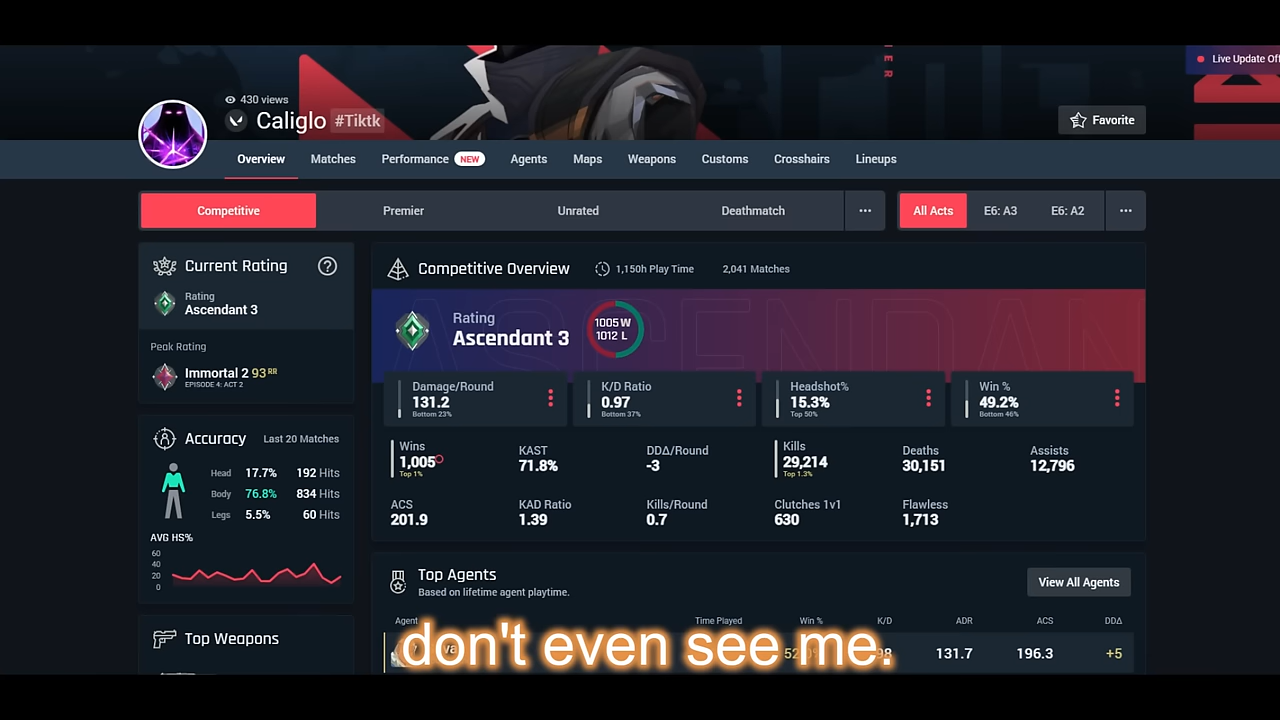 Live Update Off
430 views
Caliglo #Tiktk
Favorite
Overview Matches Performance NEW Agents Maps Weapons Customs Crosshairs Lineups
Competitive Premier Unrated Deathmatch ... All Acts E6: A3 E6: A2 ...
Current Rating ?
Rating
Ascendant 3
Peak Rating
Immortal 2 93RR
EPISODE 4: ACT 2
Accuracy Last 20 Matches
Head 17.7% 192 Hits
Body 76.8% 834 Hits
Legs 5.5% 60 Hits
AVG HS%
60
40
20
0
Top Weapons
Competitive Overview 1,150h Play Time 2,041 Matches
Rating
Ascendant 3
1005 W
1012 L
Damage/Round
131.2
Bottom 23%
K/D Ratio
0.97
Bottom 37%
Headshot%
15.3%
Top 50%
Win %
49.2%
Bottom 46%
Wins
1,005
Top 1%
KAST
71.8%
DDΔ/Round
-3
Kills
29,214
Top 1.3%
Deaths
30,151
Assists
12,796
ACS
201.9
KAD Ratio
1.39
Kills/Round
0.7
Clutches 1v1
630
Flawless
1,713
Top Agents
Based on lifetime agent playtime.
View All Agents
Agent Time Played Win % K/D ADR ACS DDΔ
131.7 196.3 +5
don't even see me.